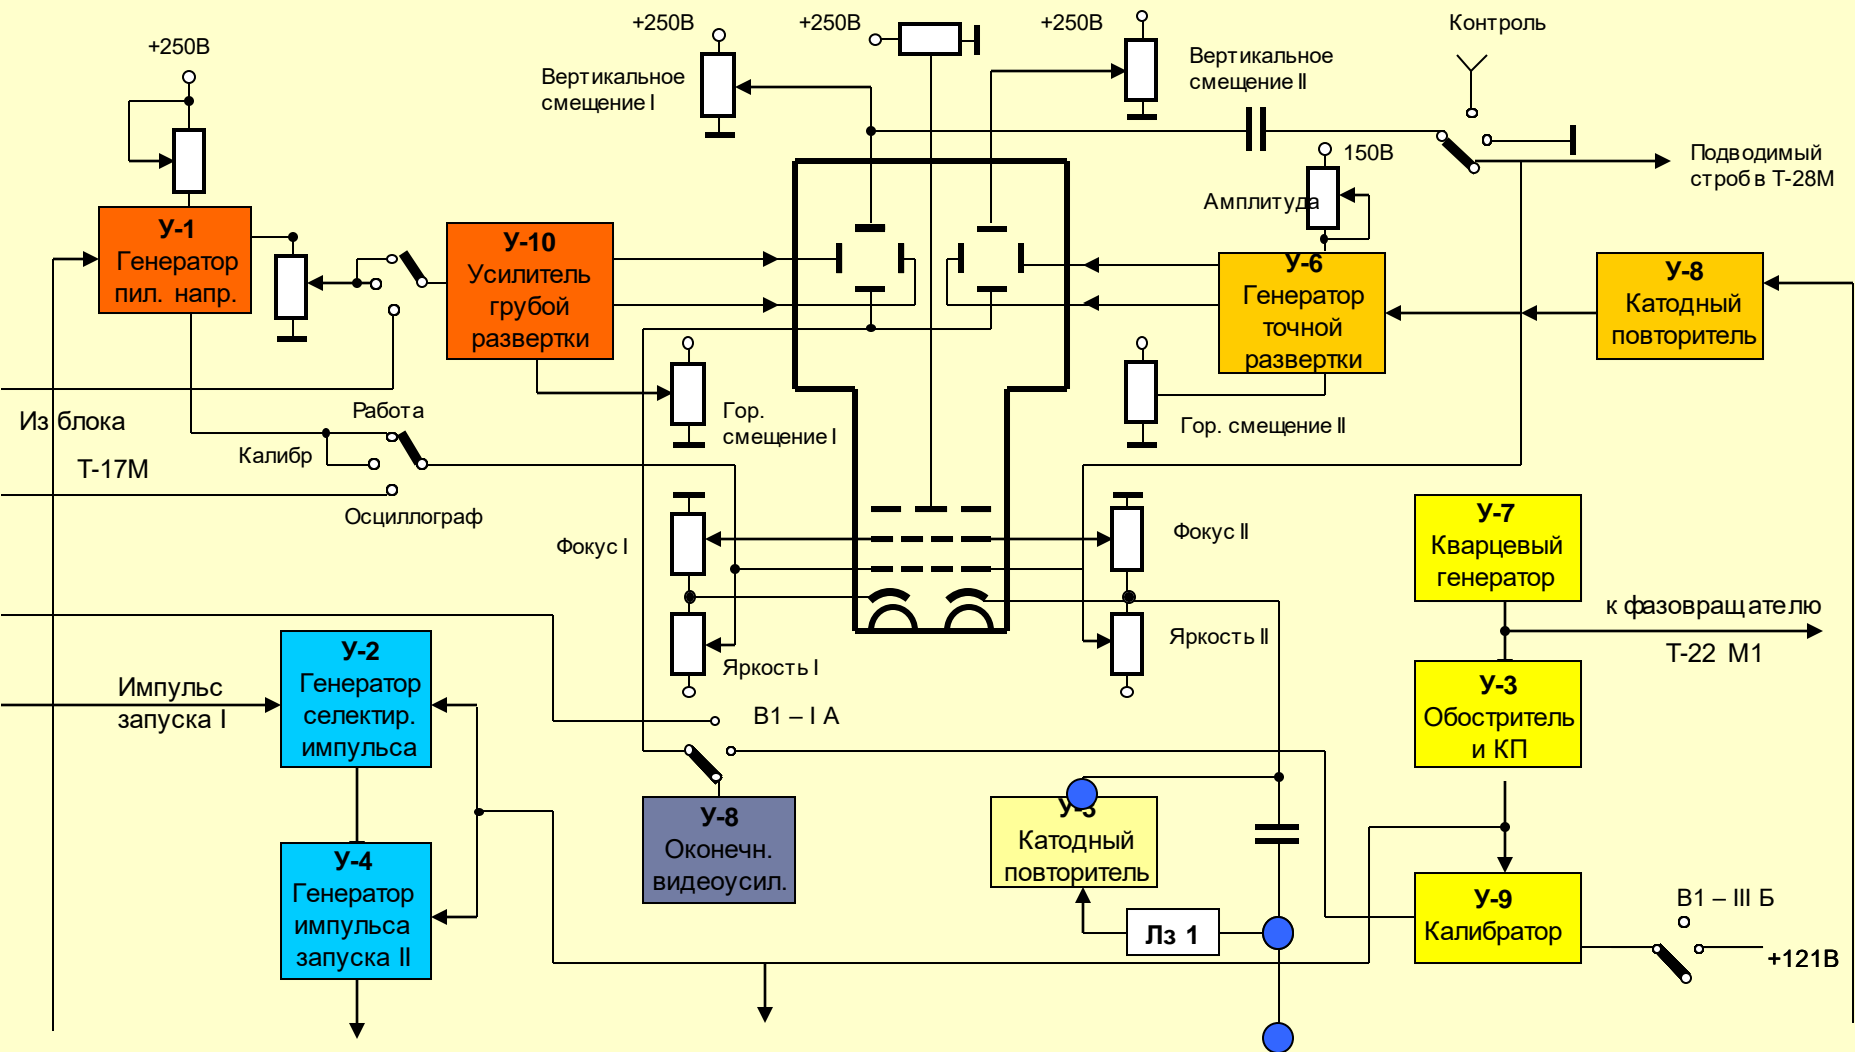 +250В
+250В
+250В
+250В
Контроль
Вертикальное
смещение I
Вертикальное
смещение II
150В
Подводимый
строб в Т-28М
Амплитуда
У-1
Генератор
пил. напр.
У-10
Усилитель
грубой
развертки
У-6
Генератор
точной
развертки
У-8
Катодный
повторитель
Из блока
Т-17М
Работа
Калибр
Осциллограф
Гор.
смещение I
Гор. смещение II
Фокус I
Фокус II
Яркость I
Яркость II
У-7
Кварцевый
генератор
к фазовращателю
Т-22 М1
У-3
Обостритель
и КП
Импульс
запуска I
У-2
Генератор
селектир.
импульса
В1 – I А
У-4
Генератор
импульса
запуска II
У-8
Оконечн.
видеоусил.
У-5
Катодный
повторитель
Лз 1
У-9
Калибратор
В1 – III Б
+121В